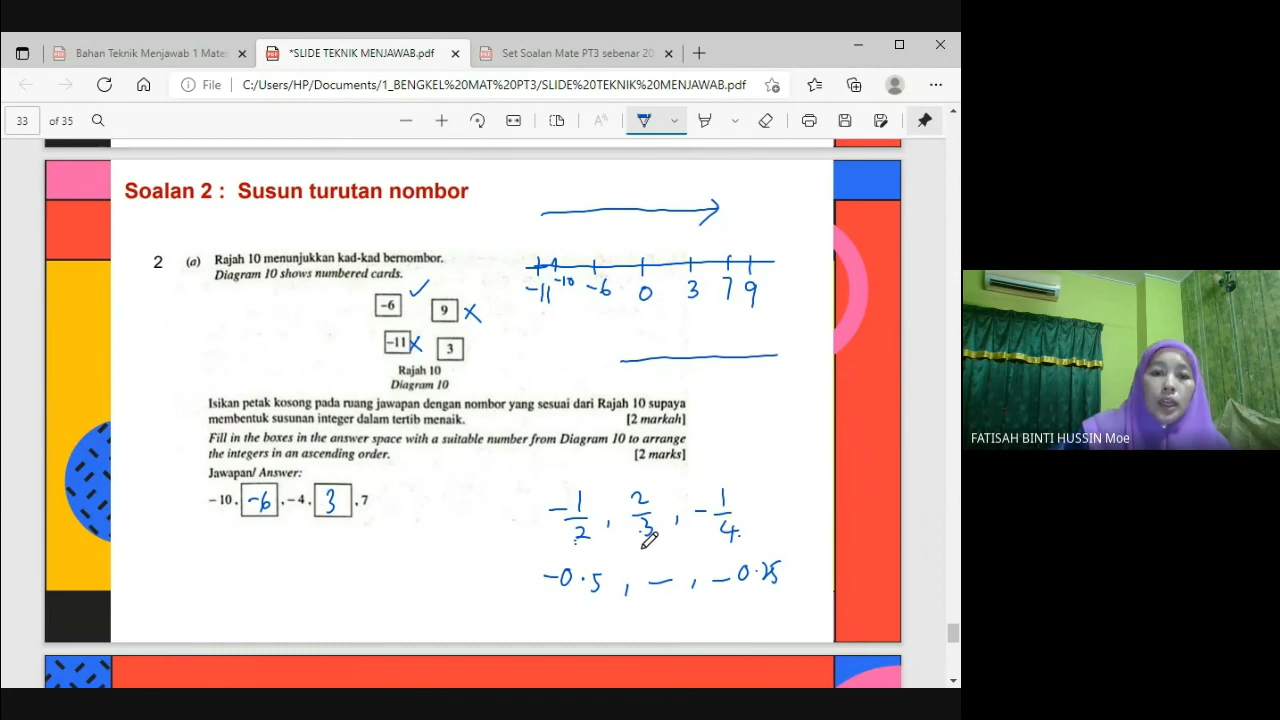 Bahan Teknik Menjawab 1 Mate
*SLIDE TEKNIK MENJAWAB.pdf
Set Soalan Mate PT3 sebenar 20
File
C:/Users/HP/Documents/1_BENGKEL%20MAT%20PT3/SLIDE%20TEKNIK%20MENJAWAB.pdf
33 of 35
Soalan 2 : Susun turutan nombor
2 (a) Rajah 10 menunjukkan kad-kad bernombor.
Diagram 10 shows numbered cards.
-6 9
-11 3
Rajah 10
Diagram 10
-11 -10 -6 0 3 7 9
Isikan petak kosong pada ruang jawapan dengan nombor yang sesuai dari Rajah 10 supaya
membentuk susunan integer dalam tertib menaik. [2 markah]
Fill in the boxes in the answer space with a suitable number from Diagram 10 to arrange
the integers in an ascending order. [2 marks]
Jawapan/ Answer:
- 10, -6, - 4, 3, 7
-1/2, 2/3, -1/4
-0.5, —, -0.25
FATISAH BINTI HUSSIN Moe